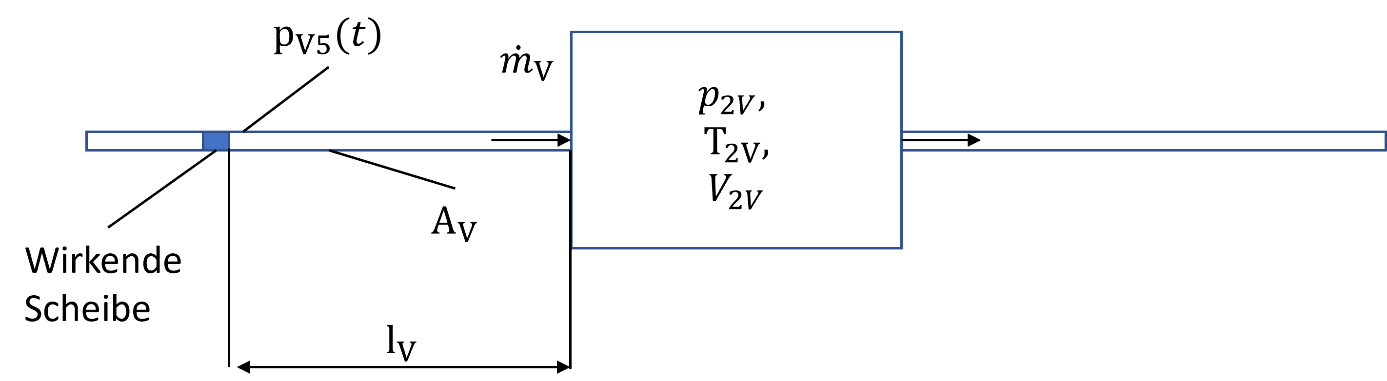 p_V5(t)
ṁ_V
p_2V,
T_2V,
V_2V
A_V
Wirkende
Scheibe
l_V